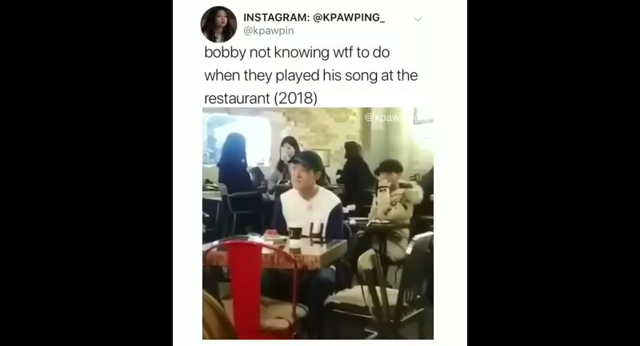 INSTAGRAM: @KPAWPING_
@kpawpin
bobby not knowing wtf to do
when they played his song at the
restaurant (2018)